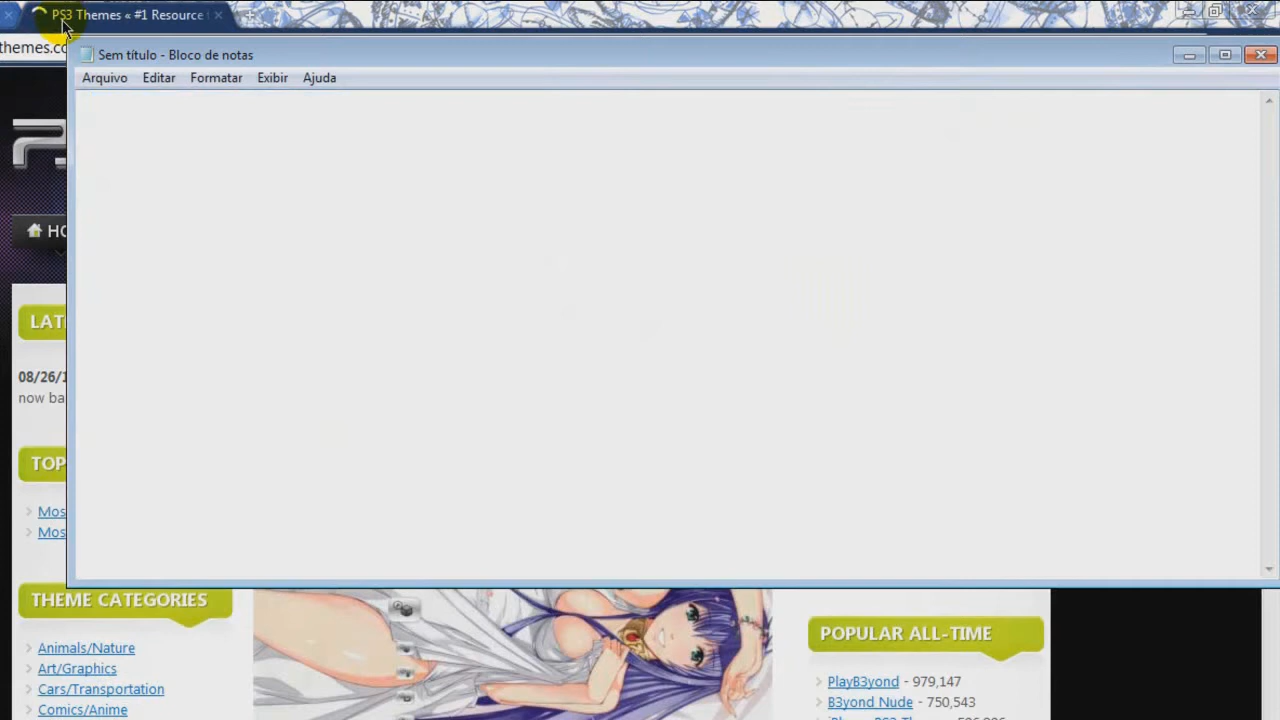 PS3 Themes « #1 Resource
themes.co
Sem título - Bloco de notas
Arquivo Editar Formatar Exibir Ajuda
HO
LAT
08/26/1
now ba
TOP
Mos
Mos
THEME CATEGORIES
Animals/Nature
Art/Graphics
Cars/Transportation
Comics/Anime
POPULAR ALL-TIME
PlayB3yond - 979,147
B3yond Nude - 750,543